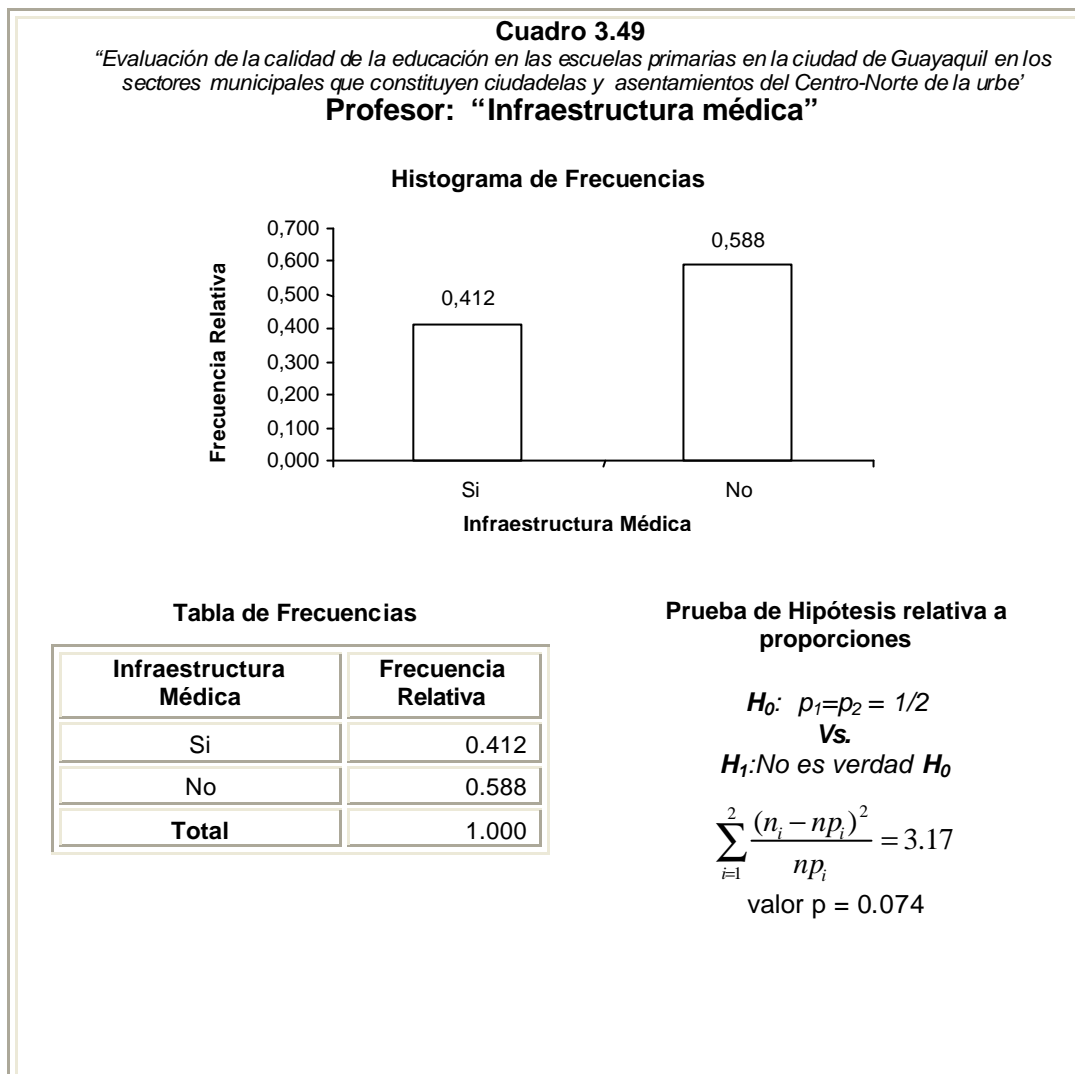 Cuadro 3.49
“Evaluación de la calidad de la educación en las escuelas primarias en la ciudad de Guayaquil en los
sectores municipales que constituyen ciudadelas y asentamientos del Centro-Norte de la urbe’
Profesor: “Infraestructura médica”
Histograma de Frecuencias
0,700
0,600
0,500
0,400
0,300
0,200
0,100
0,000
Frecuencia Relativa
0,412
0,588
Si
No
Infraestructura Médica
Tabla de Frecuencias
Infraestructura Médica | Frecuencia Relativa
Si | 0.412
No | 0.588
Total | 1.000
Prueba de Hipótesis relativa a
proporciones
H₀: p₁=p₂ = 1/2
Vs.
H₁:No es verdad H₀
∑_{i=1}^{2} (nᵢ − npᵢ)² / npᵢ = 3.17
valor p = 0.074